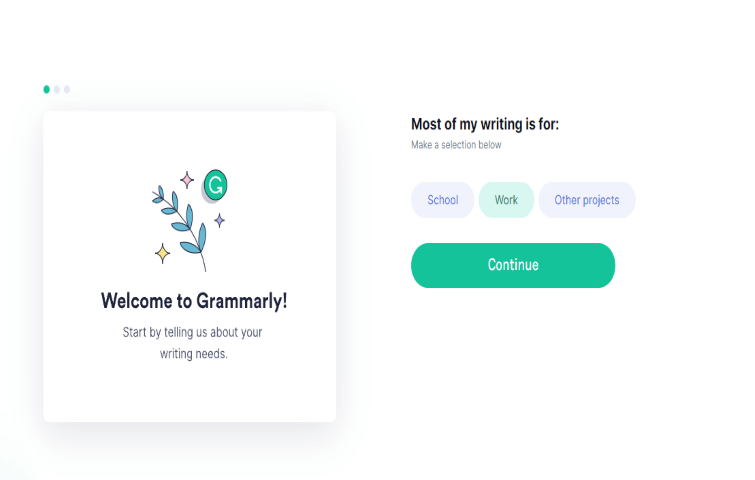 G
Welcome to Grammarly!
Start by telling us about your
writing needs.
Most of my writing is for:
Make a selection below
School
Work
Other projects
Continue